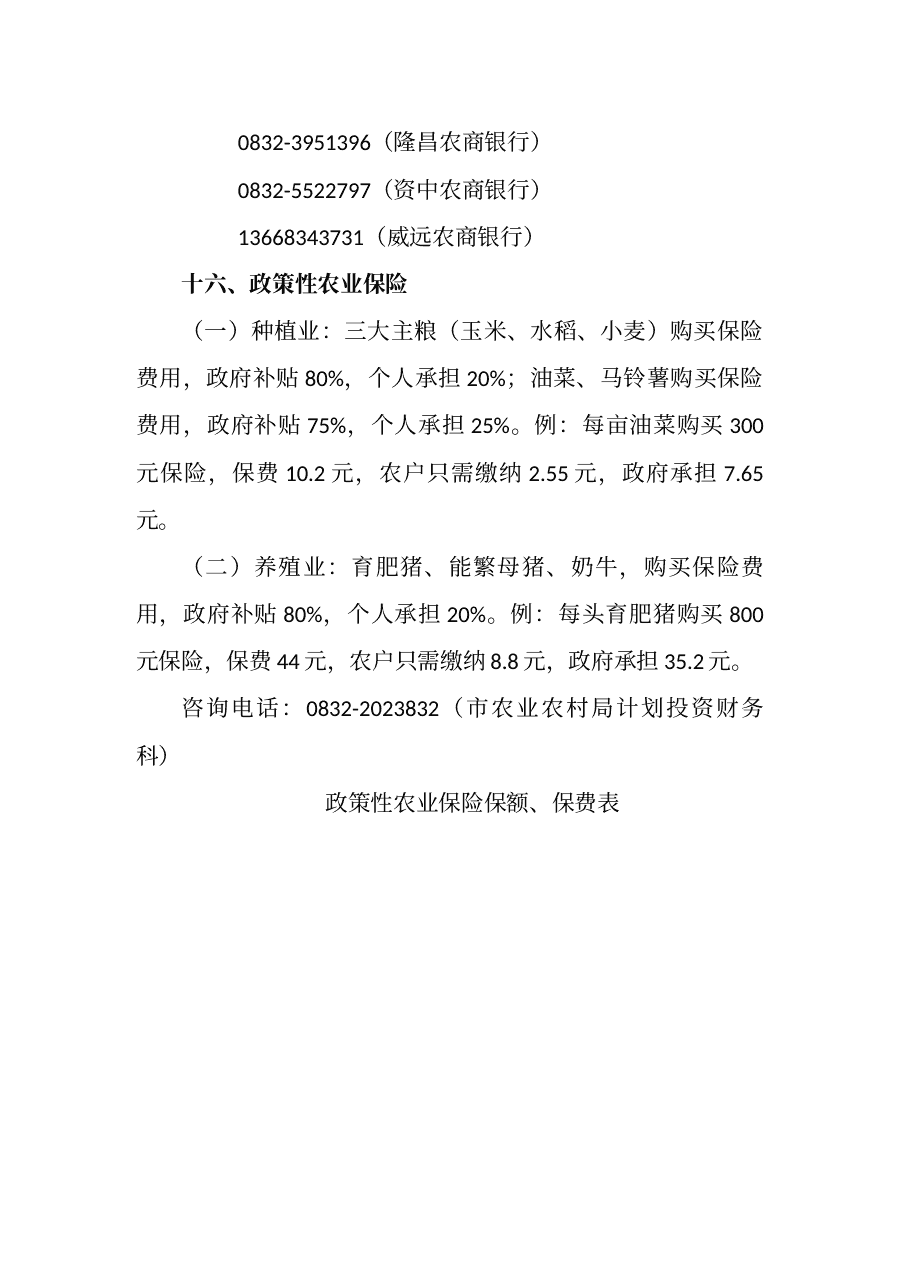 0832-3951396（隆昌农商银行）
0832-5522797（资中农商银行）
13668343731（威远农商银行）
十六、政策性农业保险
（一）种植业：三大主粮（玉米、水稻、小麦）购买保险
费用，政府补贴 80%，个人承担 20%；油菜、马铃薯购买保险
费用，政府补贴 75%，个人承担 25%。例：每亩油菜购买 300
元保险，保费 10.2 元，农户只需缴纳 2.55 元，政府承担 7.65
元。
（二）养殖业：育肥猪、能繁母猪、奶牛，购买保险费
用，政府补贴 80%，个人承担 20%。例：每头育肥猪购买 800
元保险，保费 44 元，农户只需缴纳 8.8 元，政府承担 35.2 元。
咨询电话：0832-2023832（市农业农村局计划投资财务
科）
政策性农业保险保额、保费表